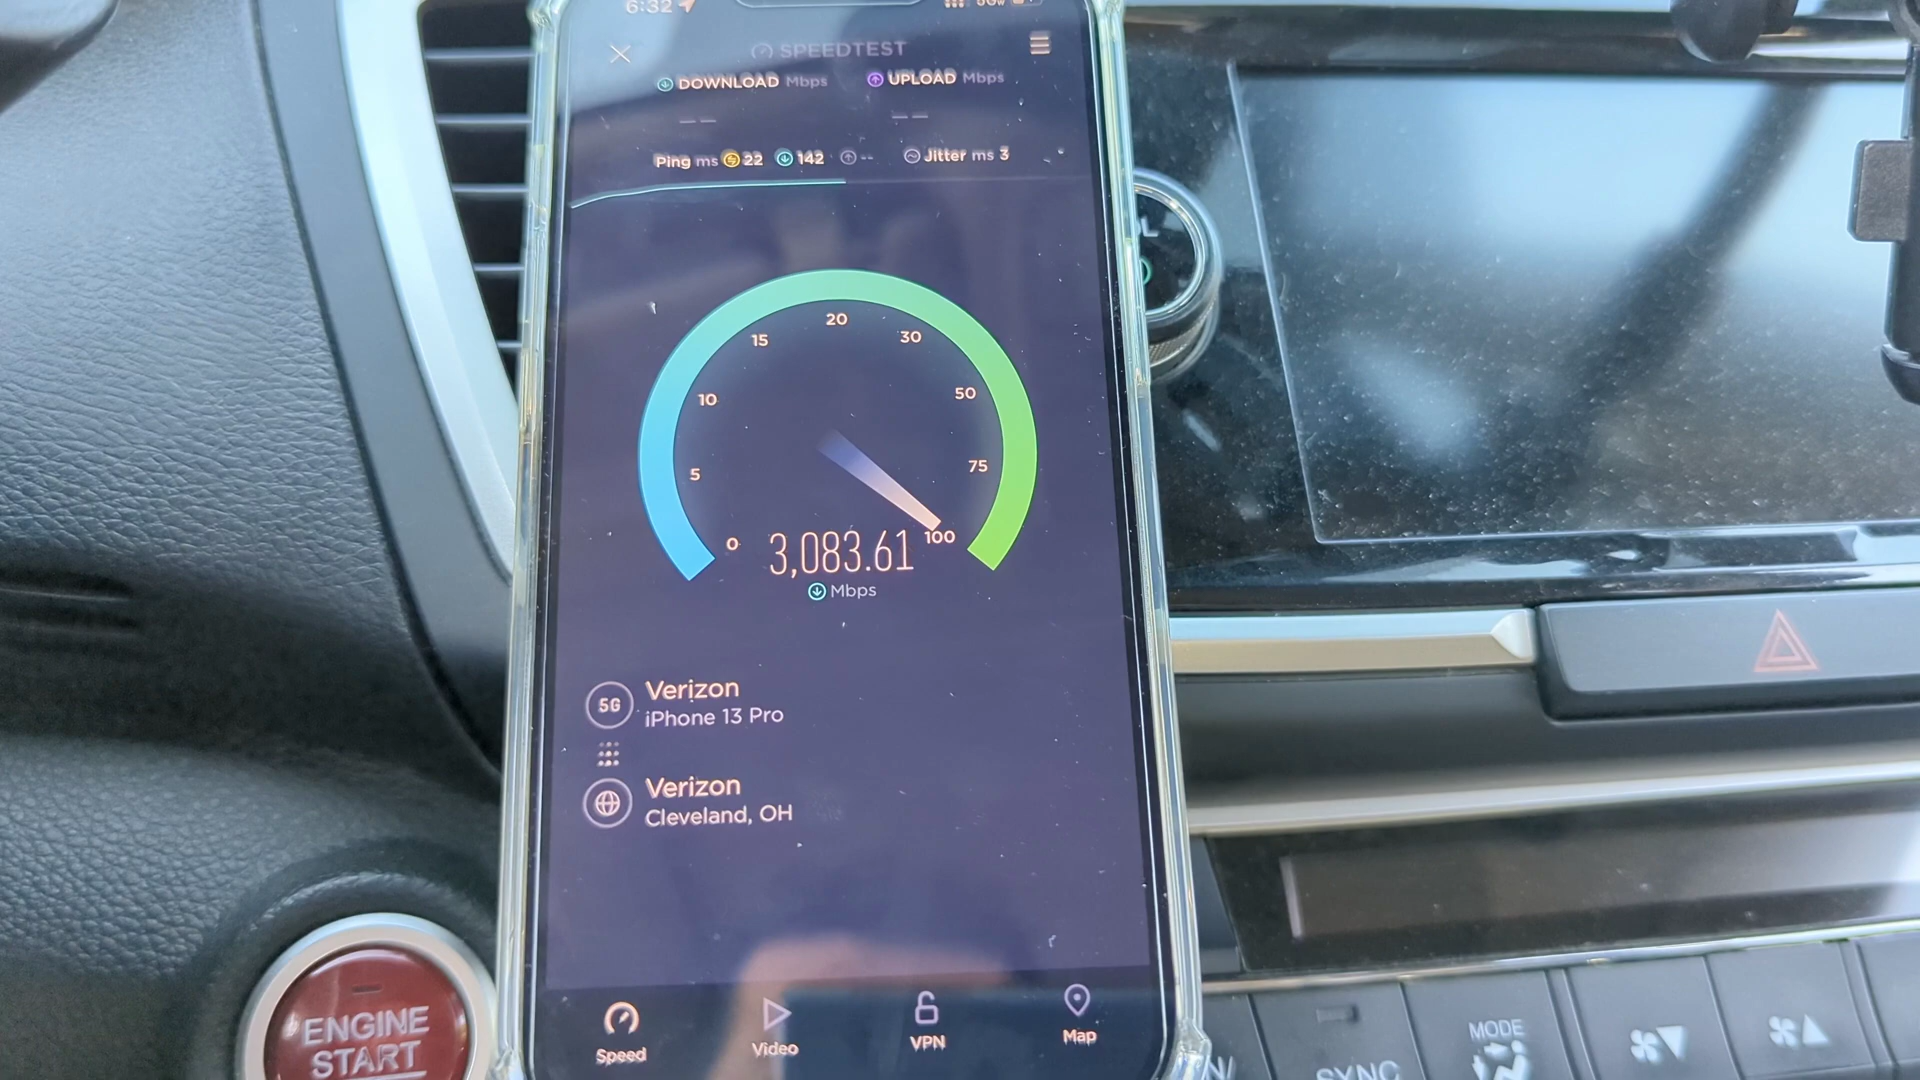 6:32
SPEEDTEST
DOWNLOAD Mbps UPLOAD Mbps
-- --
Ping ms 22 142 -- Jitter ms 3
20
15 30
10 50
5 75
0 3,083.61 100
Mbps
5G Verizon
iPhone 13 Pro
Verizon
Cleveland, OH
Speed Video VPN Map
ENGINE
START
MODE
SYNC